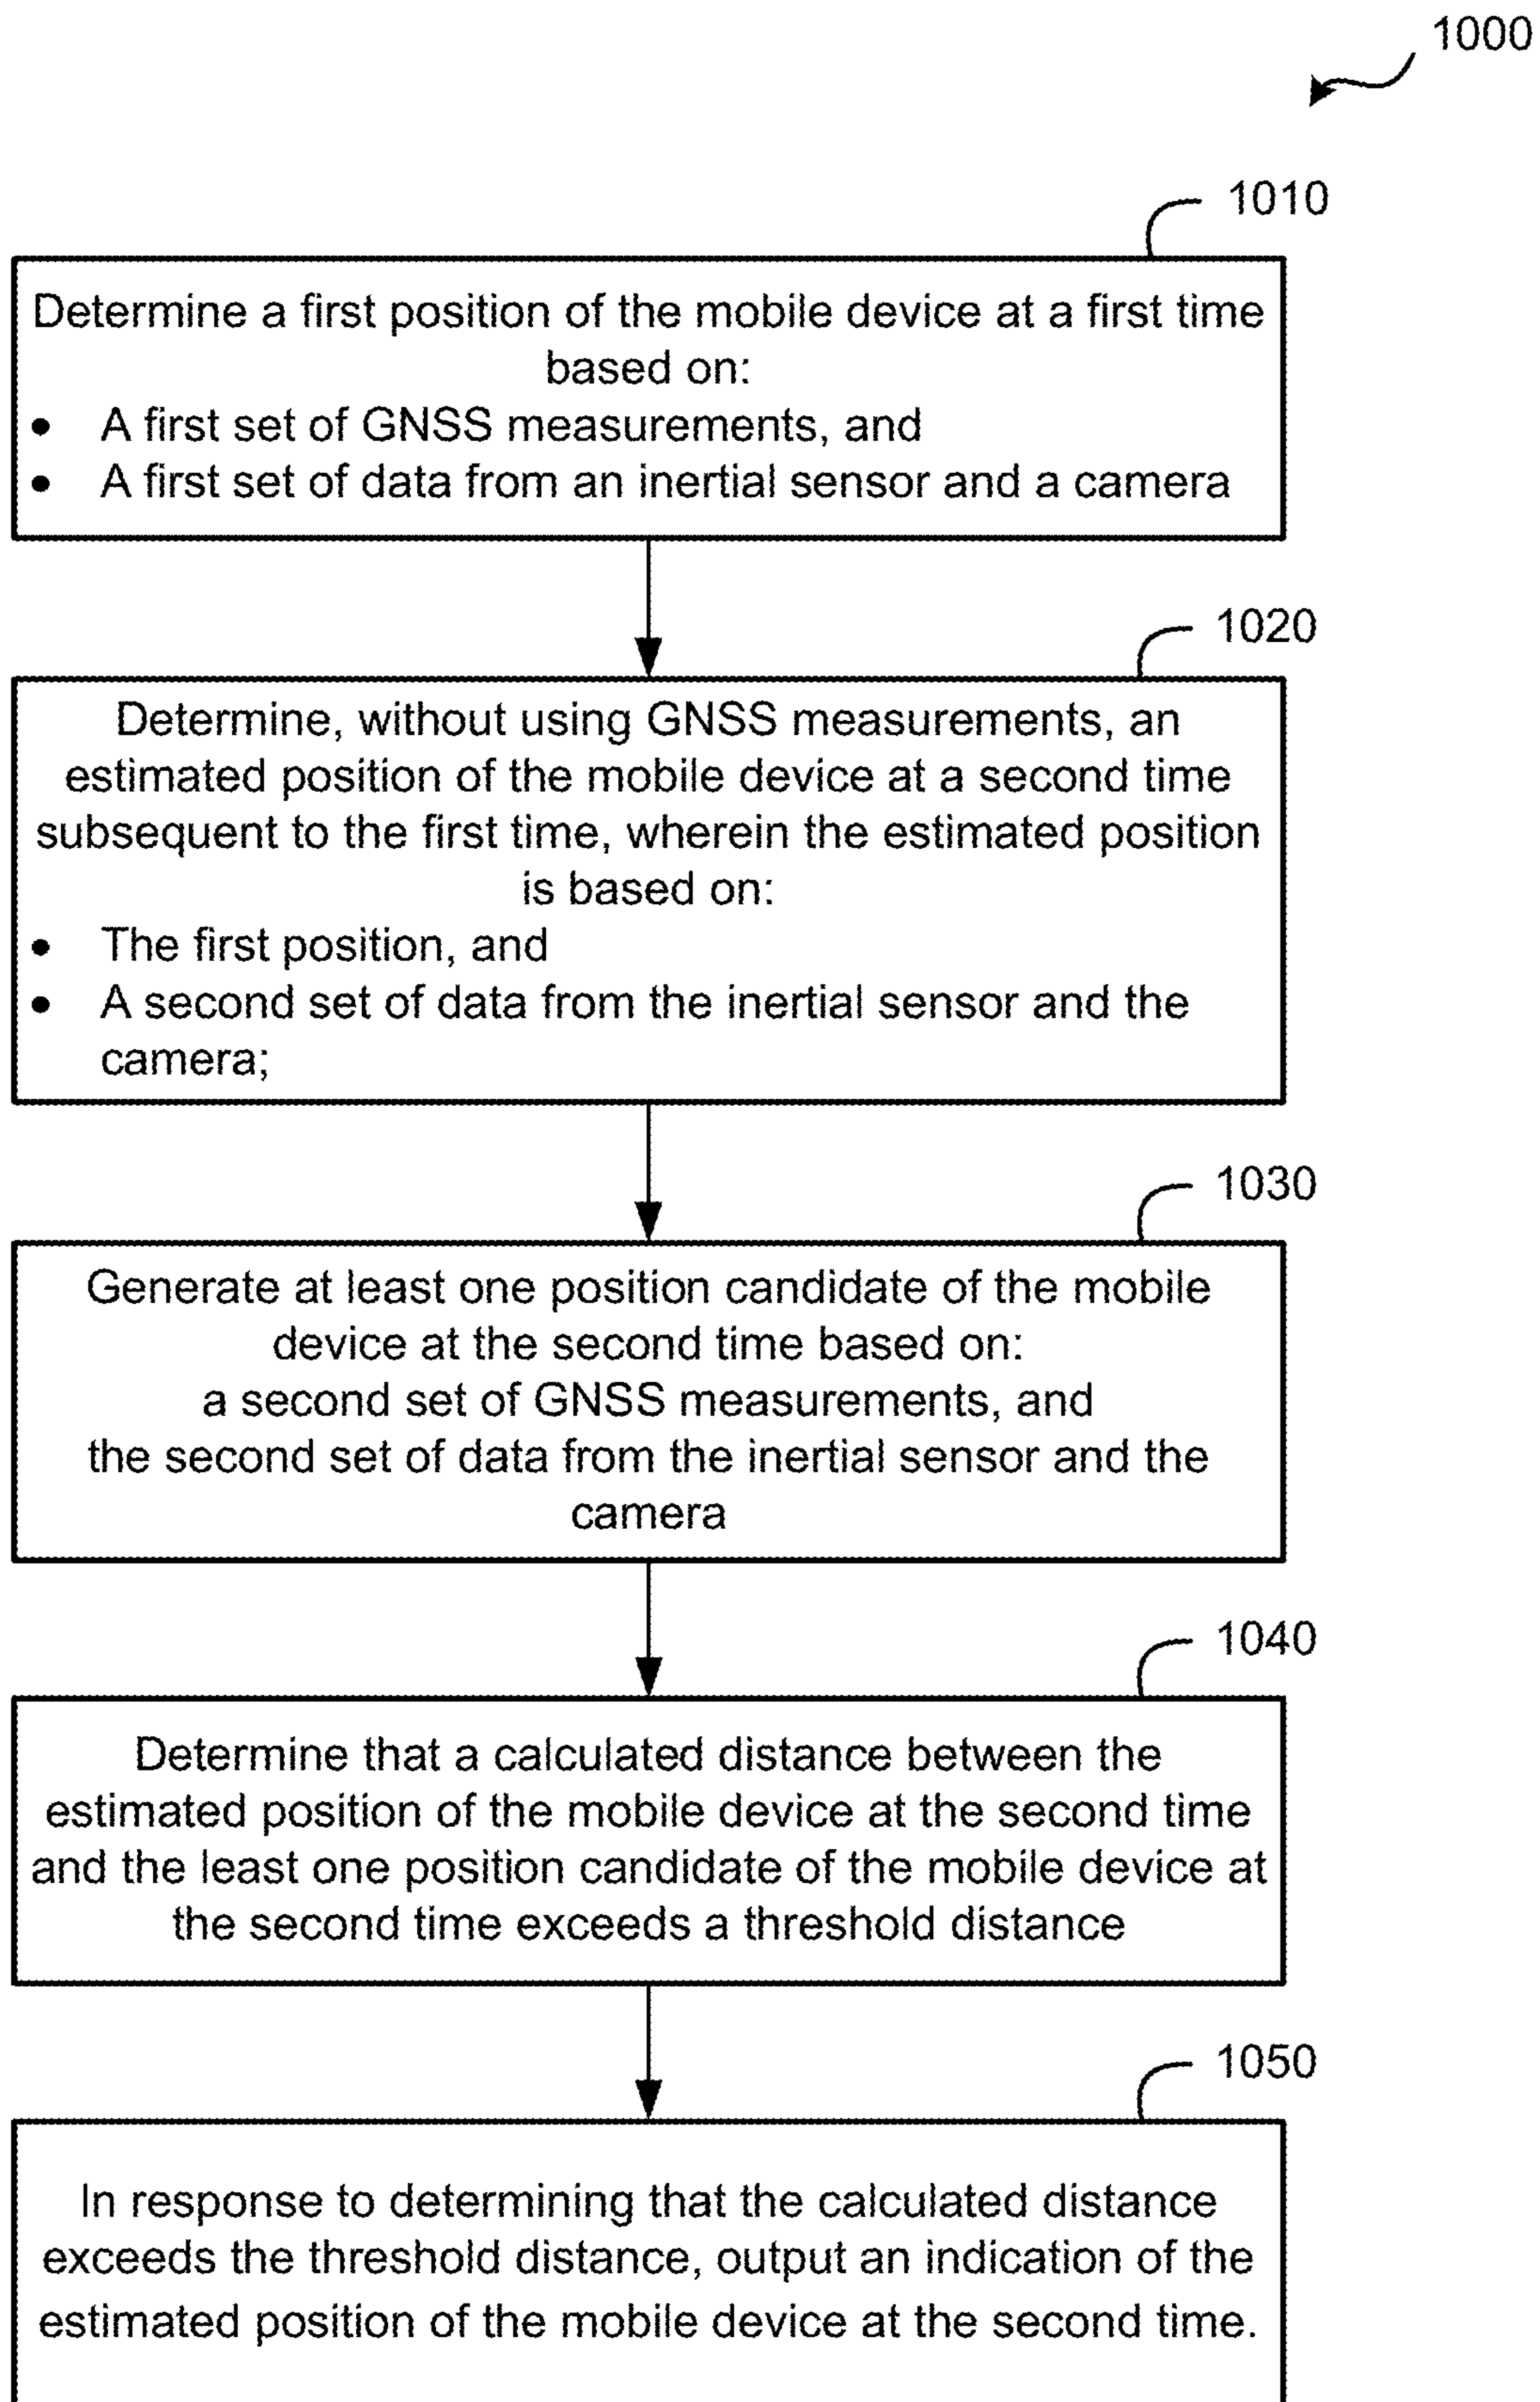 1000
1010
Determine a first position of the mobile device at a first time
based on:
• A first set of GNSS measurements, and
• A first set of data from an inertial sensor and a camera
1020
Determine, without using GNSS measurements, an
estimated position of the mobile device at a second time
subsequent to the first time, wherein the estimated position
is based on:
• The first position, and
• A second set of data from the inertial sensor and the
camera;
1030
Generate at least one position candidate of the mobile
device at the second time based on:
a second set of GNSS measurements, and
the second set of data from the inertial sensor and the
camera
1040
Determine that a calculated distance between the
estimated position of the mobile device at the second time
and the least one position candidate of the mobile device at
the second time exceeds a threshold distance
1050
In response to determining that the calculated distance
exceeds the threshold distance, output an indication of the
estimated position of the mobile device at the second time.